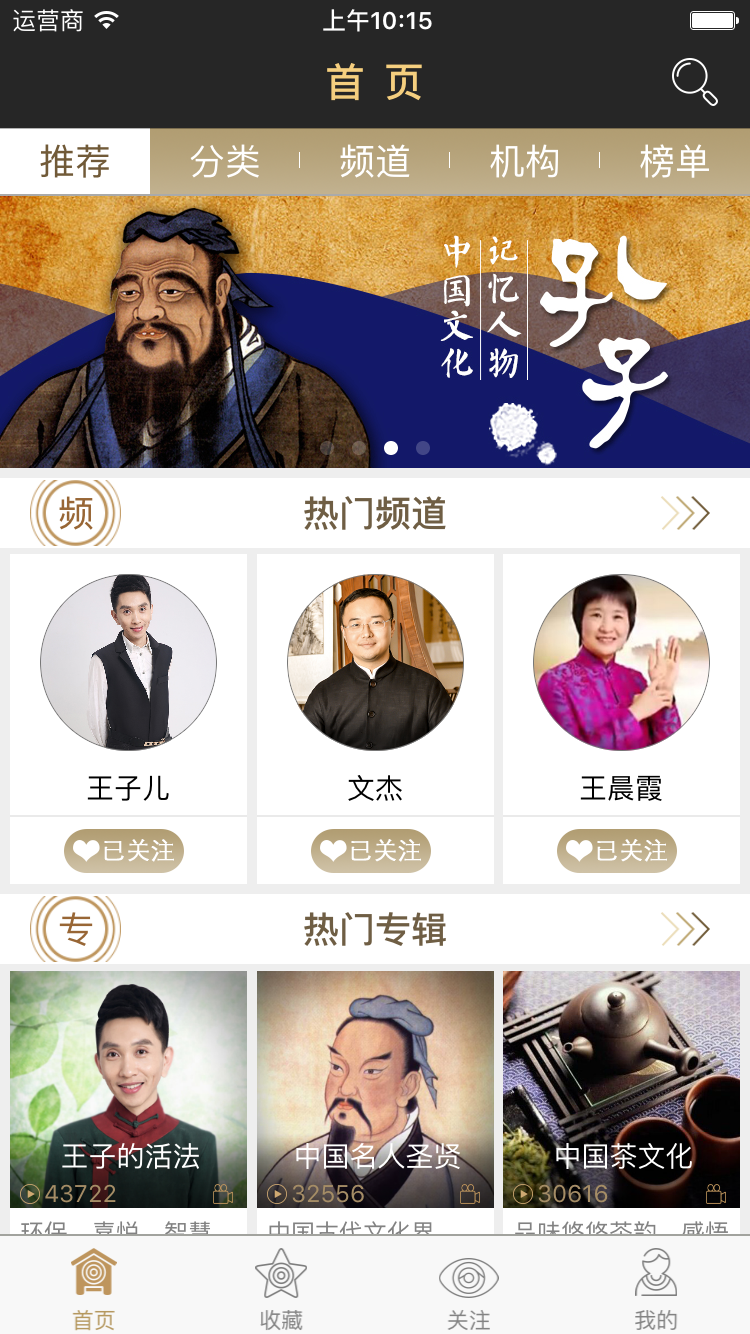 运营商 上午10:15
首 页
推荐 分类 频道 机构 榜单
孔子
记忆人物
中国文化
频 热门频道
王子儿 文杰 王晨霞
已关注 已关注 已关注
专 热门专辑
王子的活法 中国名人圣贤 中国茶文化
43722 32556 30616
环保、喜悦、智慧 中国古代文化界 品味悠悠茶韵，感悟
首页 收藏 关注 我的